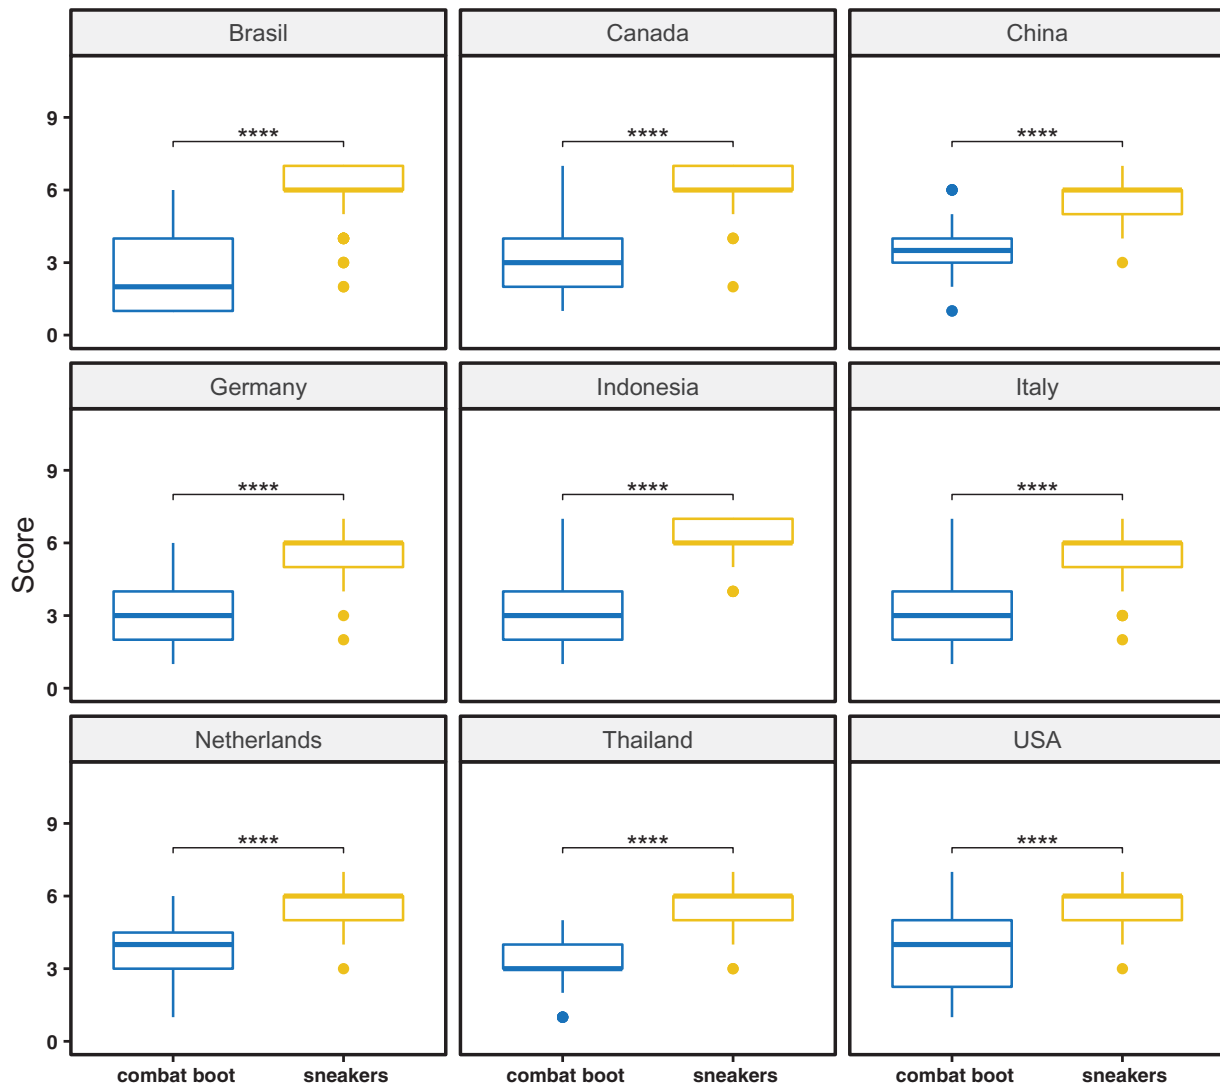 Brasil Canada China
9 **** **** ****
6
3
0
Germany Indonesia Italy
9 **** **** ****
6
3
0
Score
Netherlands Thailand USA
9 **** **** ****
6
3
0
combat boot sneakers combat boot sneakers combat boot sneakers